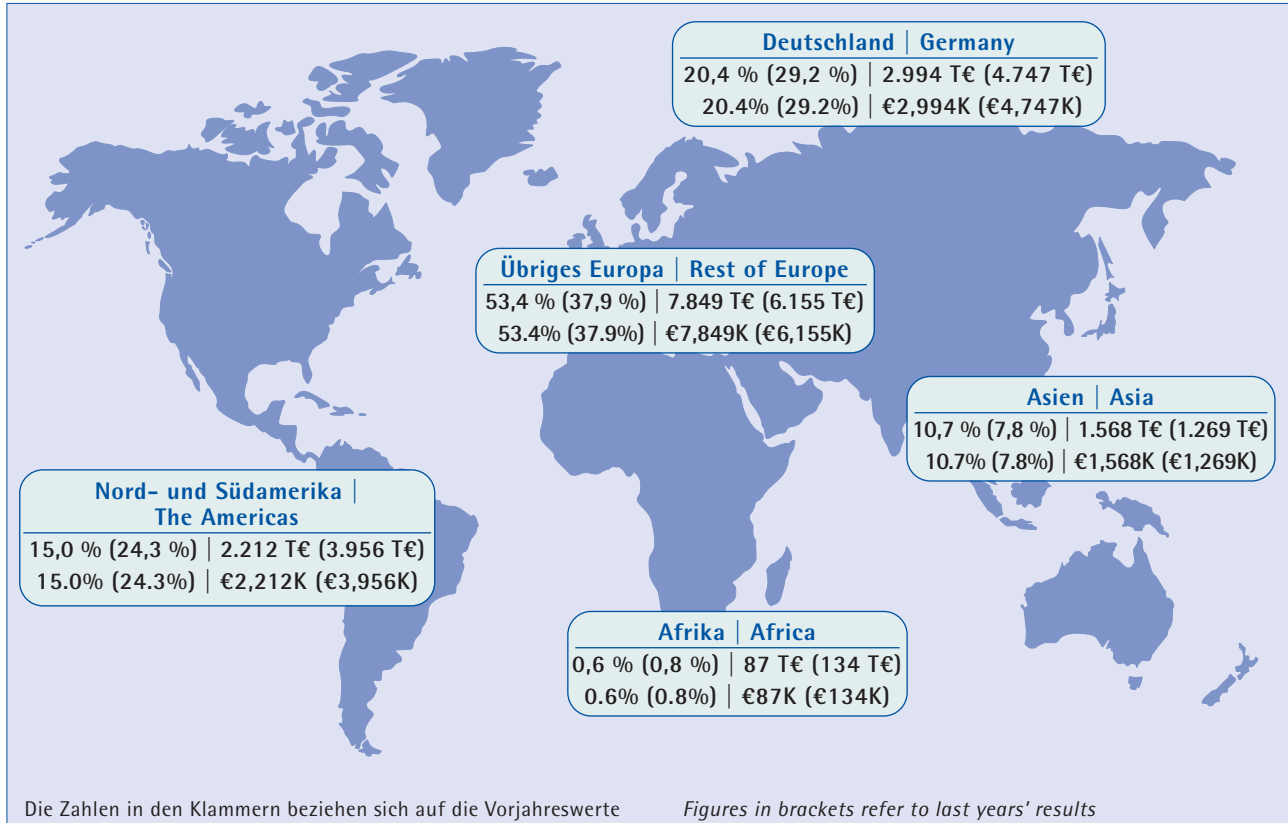 Deutschland | Germany
20,4 % (29,2 %) | 2.994 T€ (4.747 T€)
20.4% (29.2%) | €2,994K (€4,747K)
Übriges Europa | Rest of Europe
53,4 % (37,9 %) | 7.849 T€ (6.155 T€)
53.4% (37.9%) | €7,849K (€6,155K)
Asien | Asia
10,7 % (7,8 %) | 1.568 T€ (1.269 T€)
10.7% (7.8%) | €1,568K (€1,269K)
Nord- und Südamerika |
The Americas
15,0 % (24,3 %) | 2.212 T€ (3.956 T€)
15.0% (24.3%) | €2,212K (€3,956K)
Afrika | Africa
0,6 % (0,8 %) | 87 T€ (134 T€)
0.6% (0.8%) | €87K (€134K)
Die Zahlen in den Klammern beziehen sich auf die Vorjahreswerte
Figures in brackets refer to last years' results